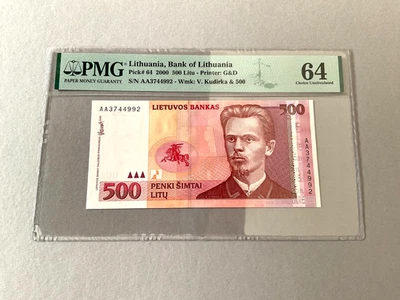 PMG
PAPER MONEY GUARANTY
Lithuania, Bank of Lithuania
Pick# 64 2000 500 Litu - Printer: G&D
S/N AA3744992 - Wmk: V. Kudirka & 500
64
Choice Uncirculated
LIETUVOS BANKAS
500
AA3744992
AA3744992
500
PENKI ŠIMTAI
LITŲ